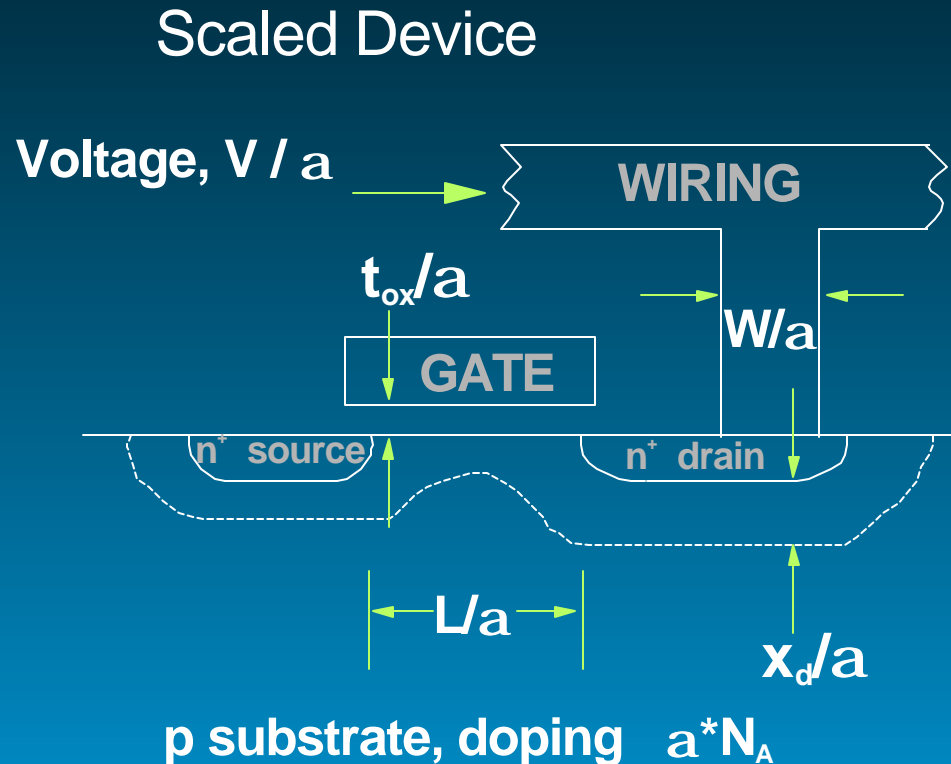 Scaled Device
Voltage, V / a
WIRING
tox/a
W/a
GATE
n+ source
n+ drain
L/a
xd/a
p substrate, doping a*NA